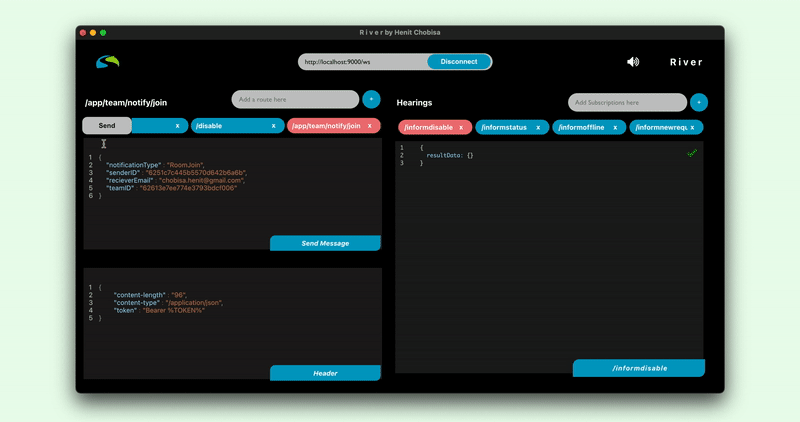 R i v e r by Henit Chobisa
http://localhost:9000/ws
Disconnect
River
/app/team/notify/join
Add a route here
+
Send
x
/disable x
/app/team/notify/join x
1 {
2 "notificationType" : "RoomJoin",
3 "senderID" : "6251c7c445b5570d642b6a6b",
4 "recieverEmail" : "chobisa.henit@gmail.com",
5 "teamID" : "62613e7ee774e3793bdcf006"
6 }
Send Message
1 {
2 "content-length" : "96",
3 "content-type" : "/application/json",
4 "token" : "Bearer %TOKEN%"
5 }
Header
Hearings
Add Subscriptions here
+
/informdisable x
/informstatus x
/informoffline x
/informnewrequ x
1 {
2 resultData: {}
3 }
/informdisable